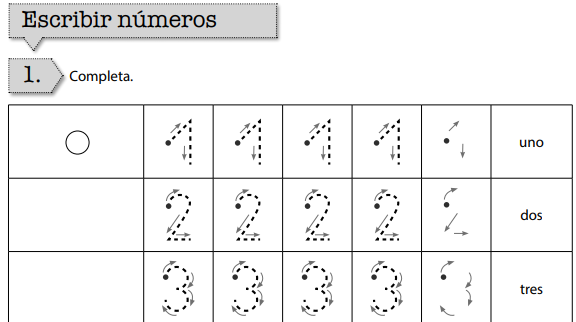 Escribir números
1. Completa.
1 1 1 1 uno
2 2 2 2 dos
3 3 3 3 tres